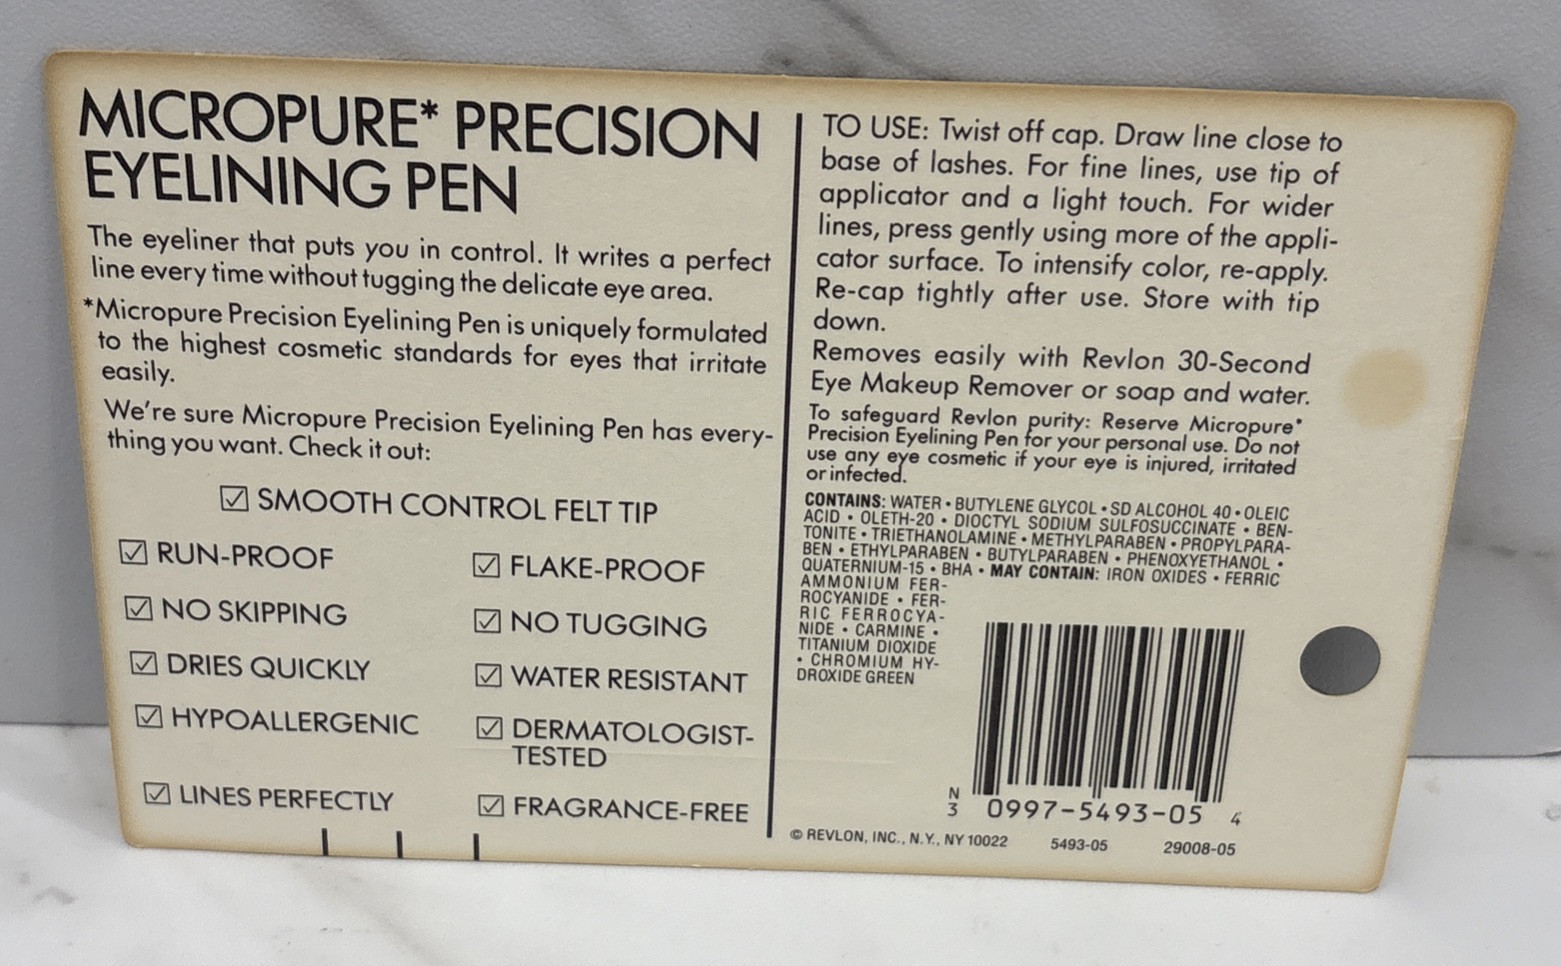 MICROPURE* PRECISION
EYELINING PEN
The eyeliner that puts you in control. It writes a perfect
line every time without tugging the delicate eye area.
*Micropure Precision Eyelining Pen is uniquely formulated
to the highest cosmetic standards for eyes that irritate
easily.
We're sure Micropure Precision Eyelining Pen has every-
thing you want. Check it out:
☑ SMOOTH CONTROL FELT TIP
☑ RUN-PROOF
☑ FLAKE-PROOF
☑ NO SKIPPING
☑ NO TUGGING
☑ DRIES QUICKLY
☑ WATER RESISTANT
☑ HYPOALLERGENIC
☑ DERMATOLOGIST-
TESTED
☑ LINES PERFECTLY
☑ FRAGRANCE-FREE
TO USE: Twist off cap. Draw line close to
base of lashes. For fine lines, use tip of
applicator and a light touch. For wider
lines, press gently using more of the appli-
cator surface. To intensify color, re-apply.
Re-cap tightly after use. Store with tip
down.
Removes easily with Revlon 30-Second
Eye Makeup Remover or soap and water.
To safeguard Revlon purity: Reserve Micropure*
Precision Eyelining Pen for your personal use. Do not
use any eye cosmetic if your eye is injured, irritated
or infected.
CONTAINS: WATER • BUTYLENE GLYCOL • SD ALCOHOL 40 • OLEIC
ACID • OLETH-20 • DIOCTYL SODIUM SULFOSUCCINATE • BEN-
TONITE • TRIETHANOLAMINE • METHYLPARABEN • PROPYLPARA-
BEN • ETHYLPARABEN • BUTYLPARABEN • PHENOXYETHANOL •
QUATERNIUM-15 • BHA • MAY CONTAIN: IRON OXIDES • FERRIC
AMMONIUM FER-
ROCYANIDE • FER-
RIC FERROCYA-
NIDE • CARMINE •
TITANIUM DIOXIDE
• CHROMIUM HY-
DROXIDE GREEN
N
3 0997-5493-05 4
© REVLON, INC., N.Y., NY 10022 5493-05 29008-05